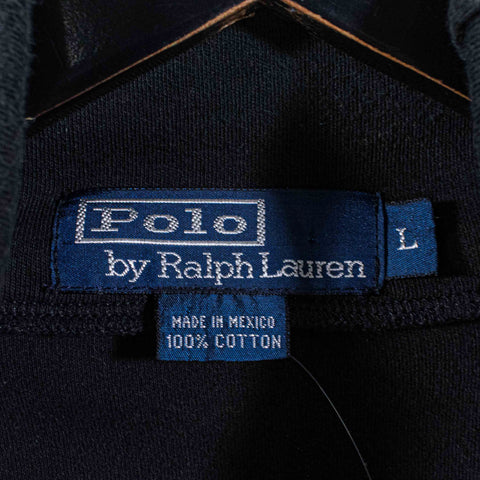 Polo
by Ralph Lauren
L
MADE IN MEXICO
100% COTTON